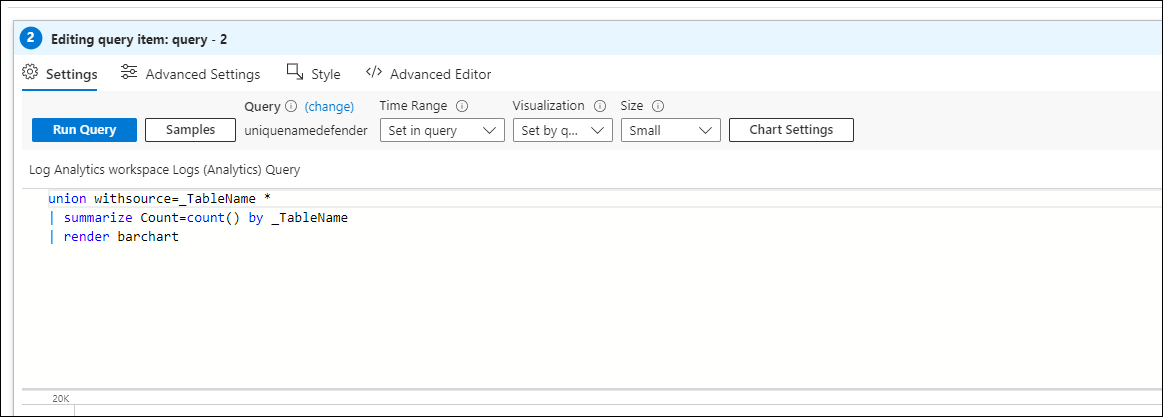 2 Editing query item: query - 2
Settings Advanced Settings Style </> Advanced Editor
Query (change) Time Range Visualization Size
Run Query Samples uniquenamedefender Set in query Set by q... Small Chart Settings
Log Analytics workspace Logs (Analytics) Query
union withsource=_TableName *
| summarize Count=count() by _TableName
| render barchart
20K